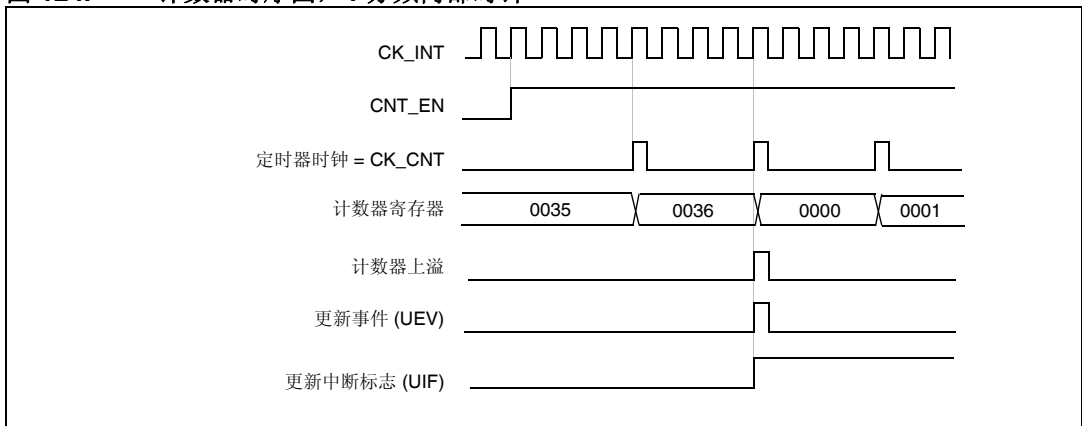 CK_INT
CNT_EN
定时器时钟 = CK_CNT
计数器寄存器 0035 0036 0000 0001
计数器上溢
更新事件 (UEV)
更新中断标志 (UIF)